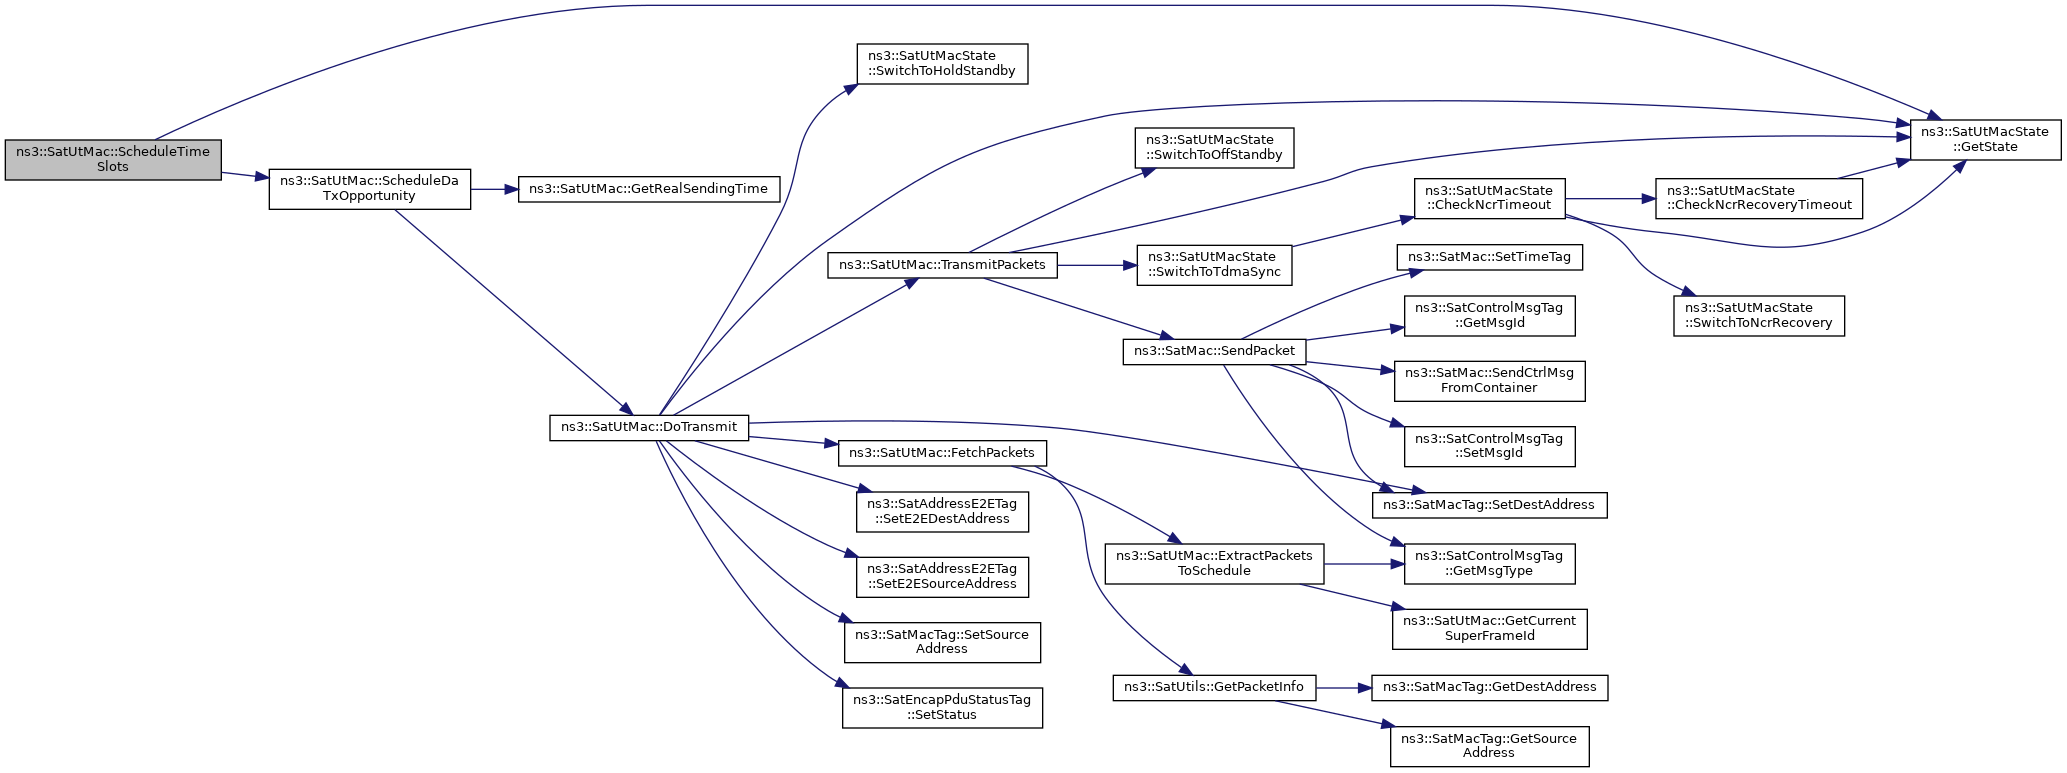 ns3::SatUtMac::ScheduleTime
Slots
ns3::SatUtMac::ScheduleDa
TxOpportunity
ns3::SatUtMac::GetRealSendingTime
ns3::SatUtMac::DoTransmit
ns3::SatUtMacState
::SwitchToHoldStandby
ns3::SatUtMac::TransmitPackets
ns3::SatUtMac::FetchPackets
ns3::SatAddressE2ETag
::SetE2EDestAddress
ns3::SatAddressE2ETag
::SetE2ESourceAddress
ns3::SatMacTag::SetSource
Address
ns3::SatEncapPduStatusTag
::SetStatus
ns3::SatUtMacState
::SwitchToOffStandby
ns3::SatUtMacState
::SwitchToTdmaSync
ns3::SatMac::SendPacket
ns3::SatUtMac::ExtractPackets
ToSchedule
ns3::SatUtils::GetPacketInfo
ns3::SatUtMacState
::CheckNcrTimeout
ns3::SatMac::SetTimeTag
ns3::SatControlMsgTag
::GetMsgId
ns3::SatMac::SendCtrlMsg
FromContainer
ns3::SatControlMsgTag
::SetMsgId
ns3::SatMacTag::SetDestAddress
ns3::SatControlMsgTag
::GetMsgType
ns3::SatUtMac::GetCurrent
SuperFrameId
ns3::SatMacTag::GetDestAddress
ns3::SatMacTag::GetSource
Address
ns3::SatUtMacState
::CheckNcrRecoveryTimeout
ns3::SatUtMacState
::SwitchToNcrRecovery
ns3::SatUtMacState
::GetState